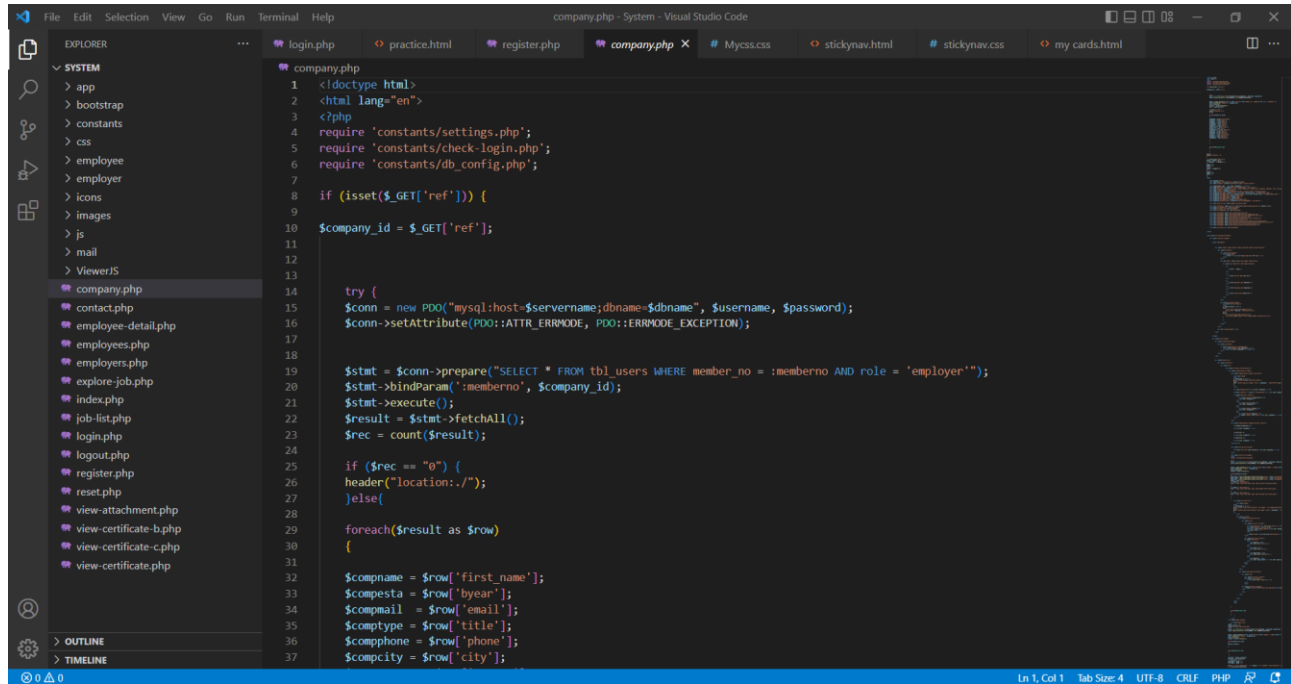 File Edit Selection View Go Run Terminal Help company.php - System - Visual Studio Code
EXPLORER
login.php practice.html register.php company.php Mycss.css stickynav.html stickynav.css my cards.html
SYSTEM
app
bootstrap
constants
css
employee
employer
icons
images
js
mail
ViewerJS
company.php
contact.php
employee-detail.php
employees.php
employers.php
explore-job.php
index.php
job-list.php
login.php
logout.php
register.php
reset.php
view-attachment.php
view-certificate-b.php
view-certificate-c.php
view-certificate.php
OUTLINE
TIMELINE
company.php
1 <!doctype html>
2 <html lang="en">
3 <?php
4 require 'constants/settings.php';
5 require 'constants/check-login.php';
6 require 'constants/db_config.php';
7
8 if (isset($_GET['ref'])) {
9
10 $company_id = $_GET['ref'];
11
12
13
14 try {
15 $conn = new PDO("mysql:host=$servername;dbname=$dbname", $username, $password);
16 $conn->setAttribute(PDO::ATTR_ERRMODE, PDO::ERRMODE_EXCEPTION);
17
18
19 $stmt = $conn->prepare("SELECT * FROM tbl_users WHERE member_no = :memberno AND role = 'employer'");
20 $stmt->bindParam(':memberno', $company_id);
21 $stmt->execute();
22 $result = $stmt->fetchAll();
23 $rec = count($result);
24
25 if ($rec == "0") {
26 header("location:./");
27 }else{
28
29 foreach($result as $row)
30 {
31
32 $compname = $row['first_name'];
33 $compesta = $row['byear'];
34 $compmail = $row['email'];
35 $comptype = $row['title'];
36 $compphone = $row['phone'];
37 $compcity = $row['city'];
0 0 Ln 1, Col 1 Tab Size: 4 UTF-8 CRLF PHP